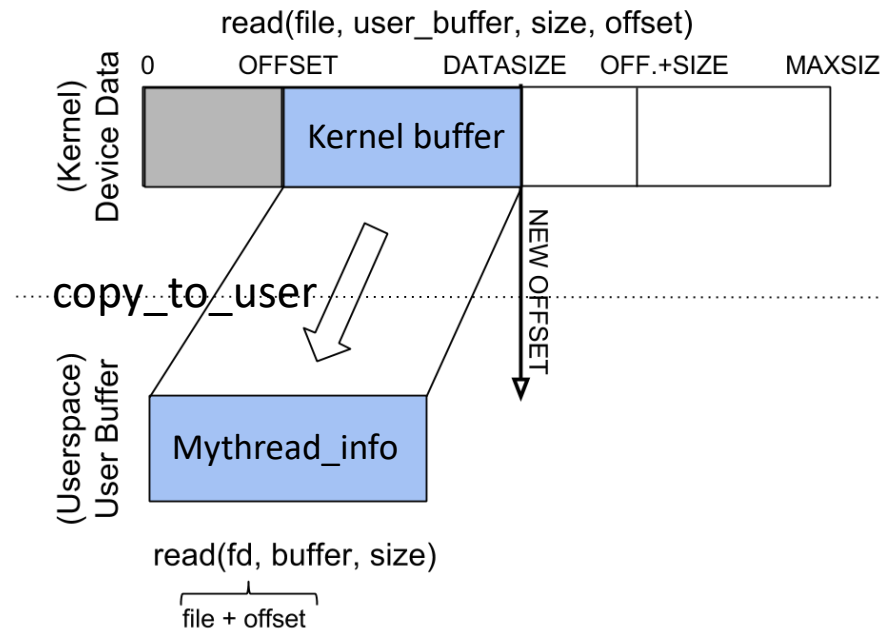 read(file, user_buffer, size, offset)
0 OFFSET DATASIZE OFF.+SIZE MAXSIZ
(Kernel)
Device Data
Kernel buffer
NEW OFFSET
copy_to_user
(Userspace)
User Buffer
Mythread_info
read(fd, buffer, size)
file + offset